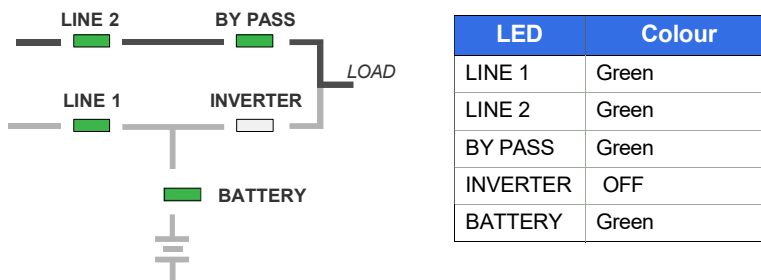 LINE 2 BY PASS
LOAD
LINE 1 INVERTER
BATTERY
LED Colour
LINE 1 Green
LINE 2 Green
BY PASS Green
INVERTER OFF
BATTERY Green